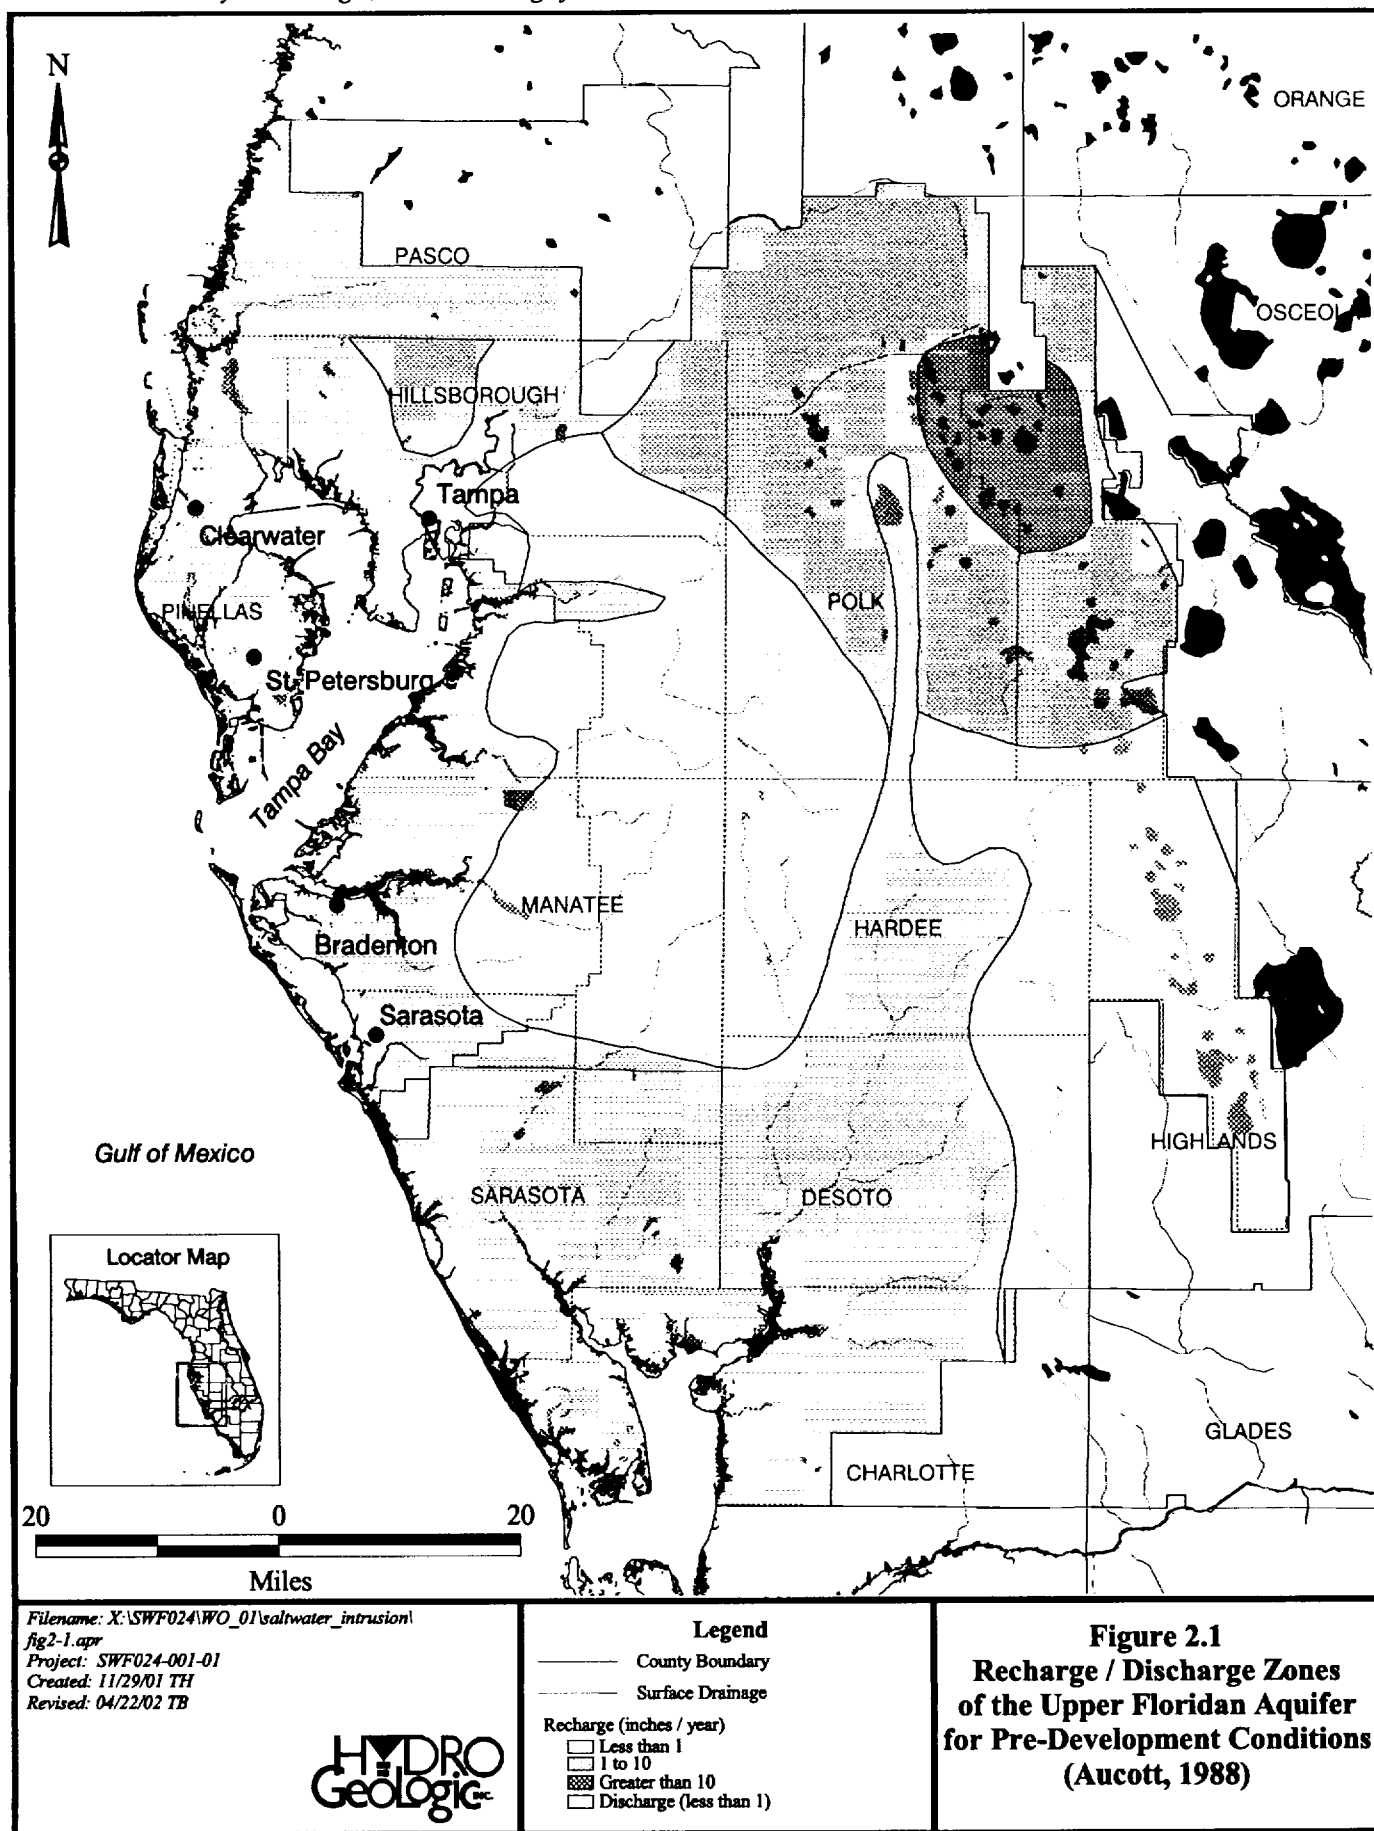 N
ORANGE
PASCO
OSCEOL
HILLSBOROUGH
Tampa
Clearwater
POLK
PINELLAS
St. Petersburg
Tampa Bay
MANATEE
HARDEE
Bradenton
Sarasota
Gulf of Mexico
HIGHLANDS
SARASOTA
DESOTO
Locator Map
GLADES
CHARLOTTE
20 0 20
Miles
Filename: X:\SWF024\WO_01\saltwater_intrusion\
fig2-1.apr
Project: SWF024-001-01
Created: 11/29/01 TH
Revised: 04/22/02 TB
HYDRO
GeoLogic INC.
Legend
County Boundary
Surface Drainage
Recharge (inches / year)
Less than 1
1 to 10
Greater than 10
Discharge (less than 1)
Figure 2.1
Recharge / Discharge Zones
of the Upper Floridan Aquifer
for Pre-Development Conditions
(Aucott, 1988)